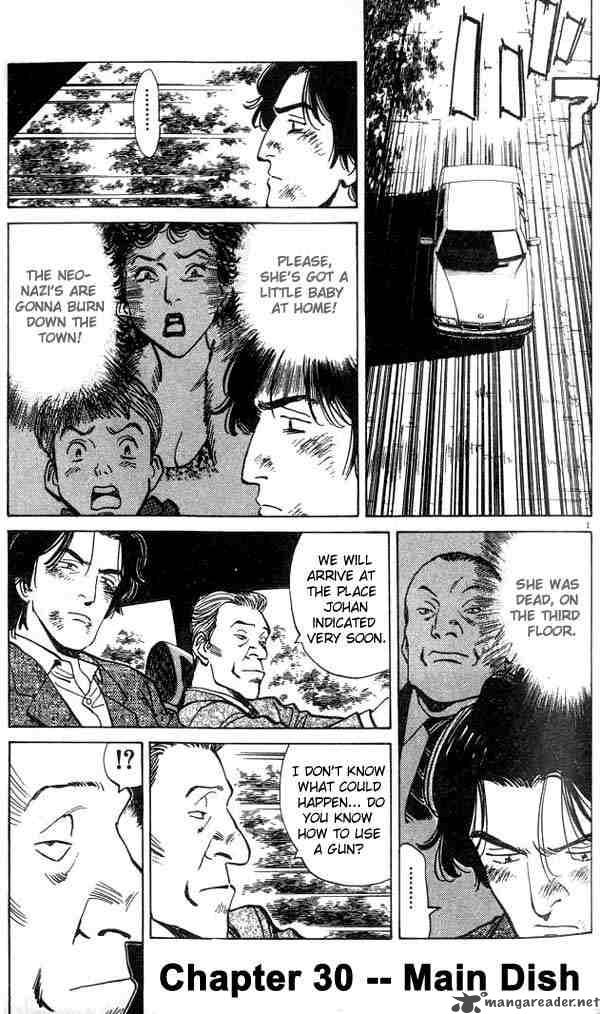 .........
PLEASE,
SHE'S GOT A
LITTLE BABY
AT HOME!
THE NEO-
NAZI'S ARE
GONNA BURN
DOWN THE
TOWN!
1
SHE WAS
DEAD, ON
THE THIRD
FLOOR.
........
WE WILL
ARRIVE AT
THE PLACE
JOHAN
INDICATED
VERY SOON.
I DON'T KNOW
WHAT COULD
HAPPEN... DO
YOU KNOW
HOW TO USE
A GUN?
!?
Chapter 30 -- Main Dish
mangareader.net